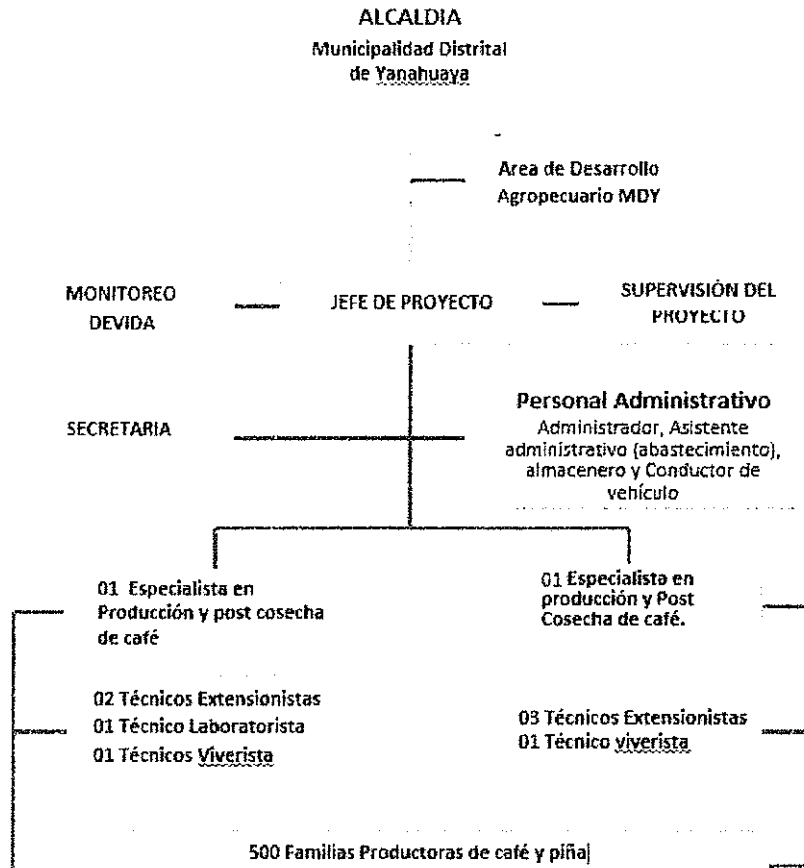 ALCALDIA
Municipalidad Distrital
de Yanahuaya
Area de Desarrollo
Agropecuario MDY
MONITOREO
DEVIDA
JEFE DE PROYECTO
SUPERVISIÓN DEL
PROYECTO
SECRETARIA
Personal Administrativo
Administrador, Asistente
administrativo (abastecimiento),
almacenero y Conductor de
vehículo
01 Especialista en
Producción y post cosecha
de café
01 Especialista en
producción y Post
Cosecha de café.
02 Técnicos Extensionistas
01 Técnico Laboratorista
01 Técnicos Viverista
03 Técnicos Extensionistas
01 Técnico viverista
500 Familias Productoras de café y piña